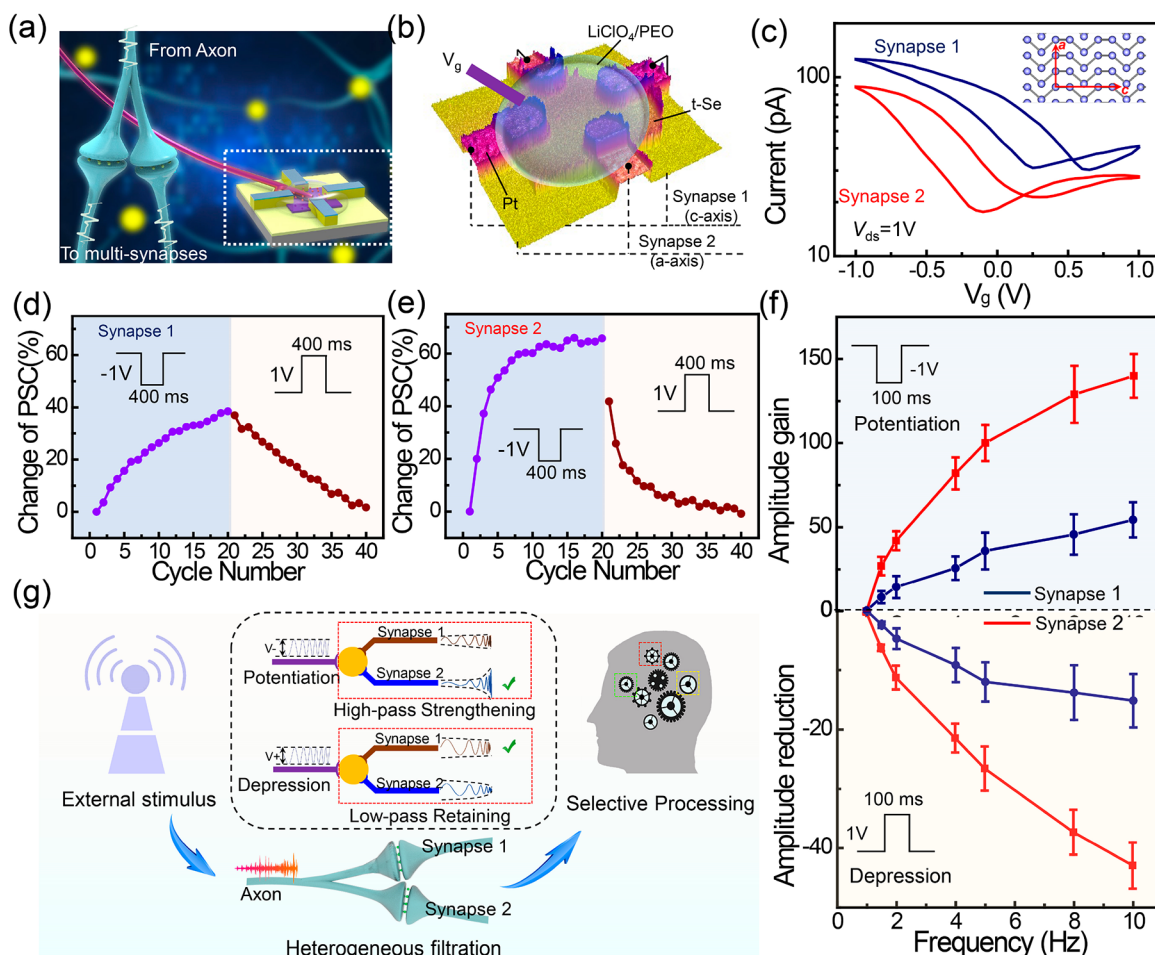 (a)
From Axon
To multi-synapses
(b)
LiClO₄/PEO
Vg
t-Se
Pt
Synapse 1
(c-axis)
Synapse 2
(a-axis)
(c)
Synapse 1
a
c
100
Current (pA)
Synapse 2
Vds=1V
10
-1.0 -0.5 0.0 0.5 1.0
Vg (V)
(d)
Synapse 1
400 ms
-1V
1V
400 ms
60
40
20
0
Change of PSC(%)
0 5 10 15 20 25 30 35 40
Cycle Number
(e)
Synapse 2
400 ms
1V
-1V
400 ms
60
40
20
0
Change of PSC(%)
0 5 10 15 20 25 30 35 40
Cycle Number
(f)
-1V
100 ms
Potentiation
150
100
50
0
Amplitude gain
Synapse 1
Synapse 2
-20
-40
Amplitude reduction
100 ms
1V
Depression
0 2 4 6 8 10
Frequency (Hz)
(g)
External stimulus
V-
Potentiation
Synapse 1
Synapse 2
High-pass Strengthening
V+
Depression
Synapse 1
Synapse 2
Low-pass Retaining
Selective Processing
Axon
Synapse 1
Synapse 2
Heterogeneous filtration